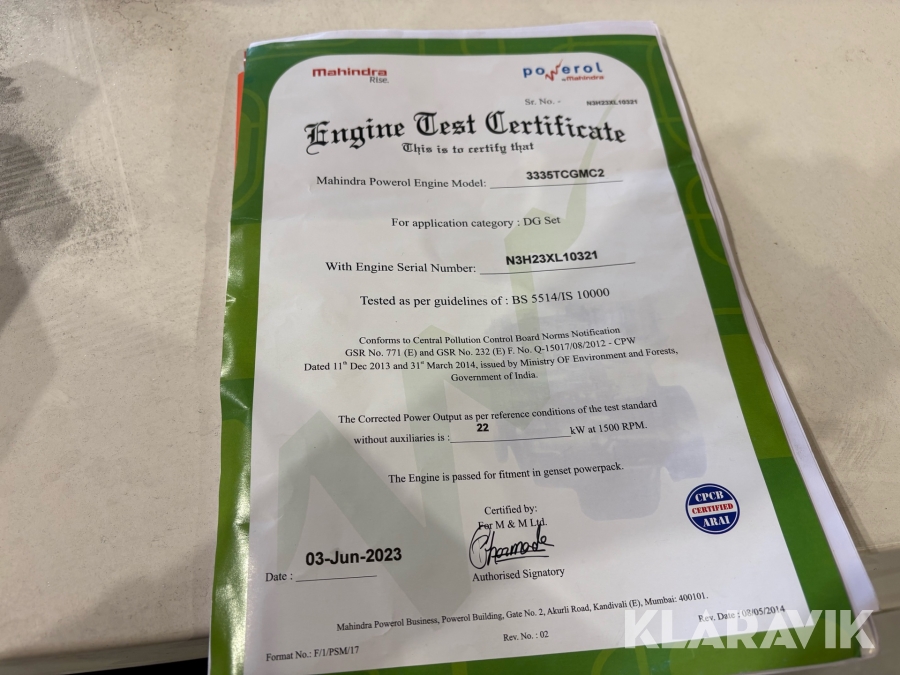 Mahindra
Rise.
powerol
by Mahindra
Sr. No. - N3H23XL10321
Engine Test Certificate
This is to certify that
Mahindra Powerol Engine Model: 3335TCGMC2
For application category : DG Set
With Engine Serial Number: N3H23XL10321
Tested as per guidelines of : BS 5514/IS 10000
Conforms to Central Pollution Control Board Norms Notification
GSR No. 771 (E) and GSR No. 232 (E) F. No. Q-15017/08/2012 - CPW
Dated 11th Dec 2013 and 31st March 2014, issued by Ministry OF Environment and Forests,
Government of India.
The Corrected Power Output as per reference conditions of the test standard
without auxiliaries is : 22 kW at 1500 RPM.
The Engine is passed for fitment in genset powerpack.
Certified by:
For M & M Ltd.
CPCB
CERTIFIED
ARAI
Date : 03-Jun-2023
Authorised Signatory
Mahindra Powerol Business, Powerol Building, Gate No. 2, Akurli Road, Kandivali (E), Mumbai: 400101.
Format No.: F/1/PSM/17
Rev. No. : 02
Rev. Date : 02/05/2014
KLARAVIK